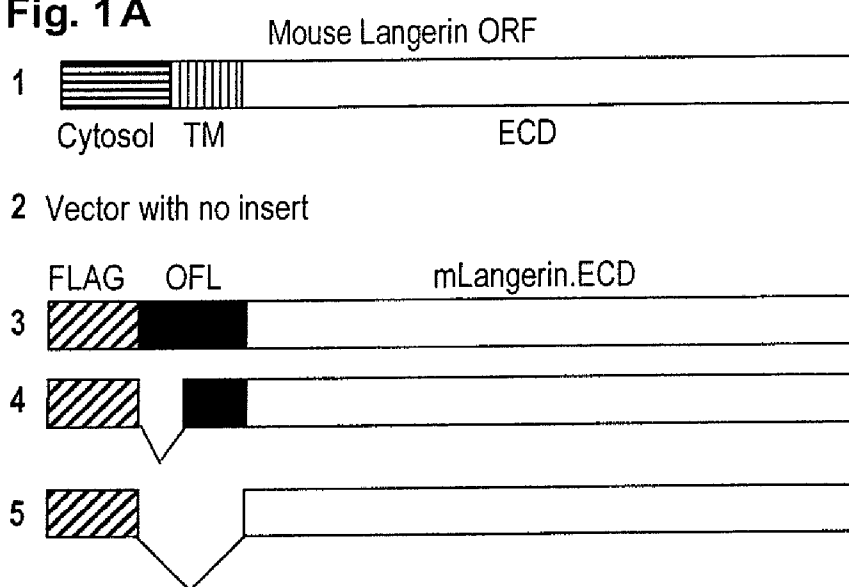 Fig. 1A
Mouse Langerin ORF
1
Cytosol TM ECD
2 Vector with no insert
FLAG OFL mLangerin.ECD
3
4
5